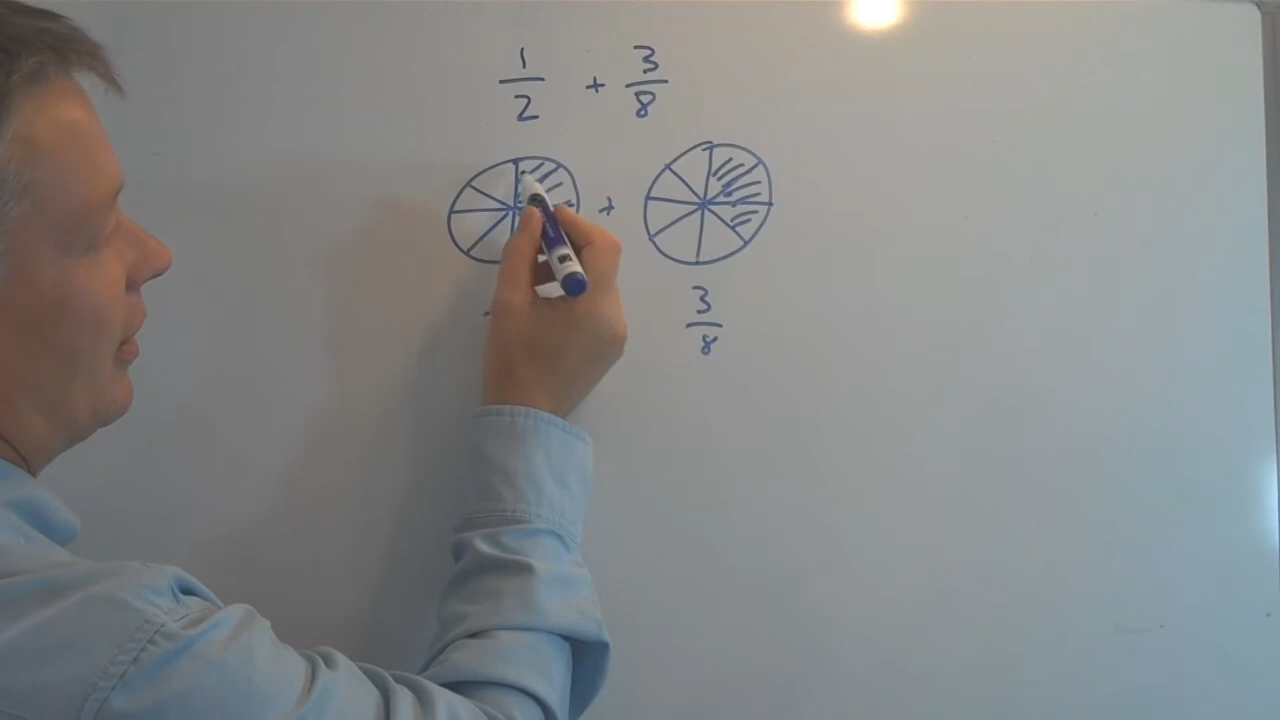 1/2 + 3/8
+
3/8